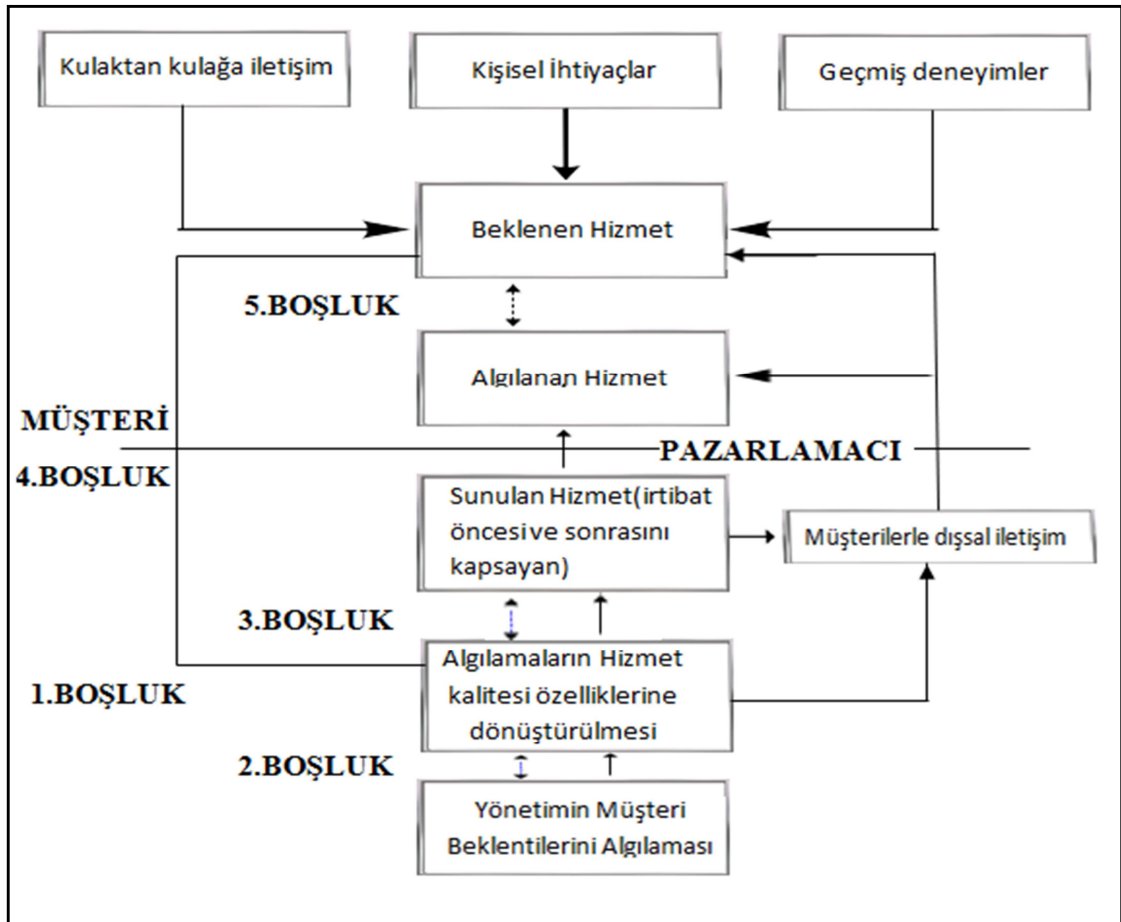 Kulaktan kulağa iletişim
Kişisel İhtiyaçlar
Geçmiş deneyimler
Beklenen Hizmet
5.BOŞLUK
Algılanan Hizmet
MÜŞTERİ
PAZARLAMACI
4.BOŞLUK
Sunulan Hizmet(irtibat
öncesi ve sonrasını
kapsayan)
Müşterilerle dışsal iletişim
3.BOŞLUK
Algılamaların Hizmet
kalitesi özelliklerine
dönüştürülmesi
1.BOŞLUK
2.BOŞLUK
Yönetimin Müşteri
Beklentilerini Algılaması